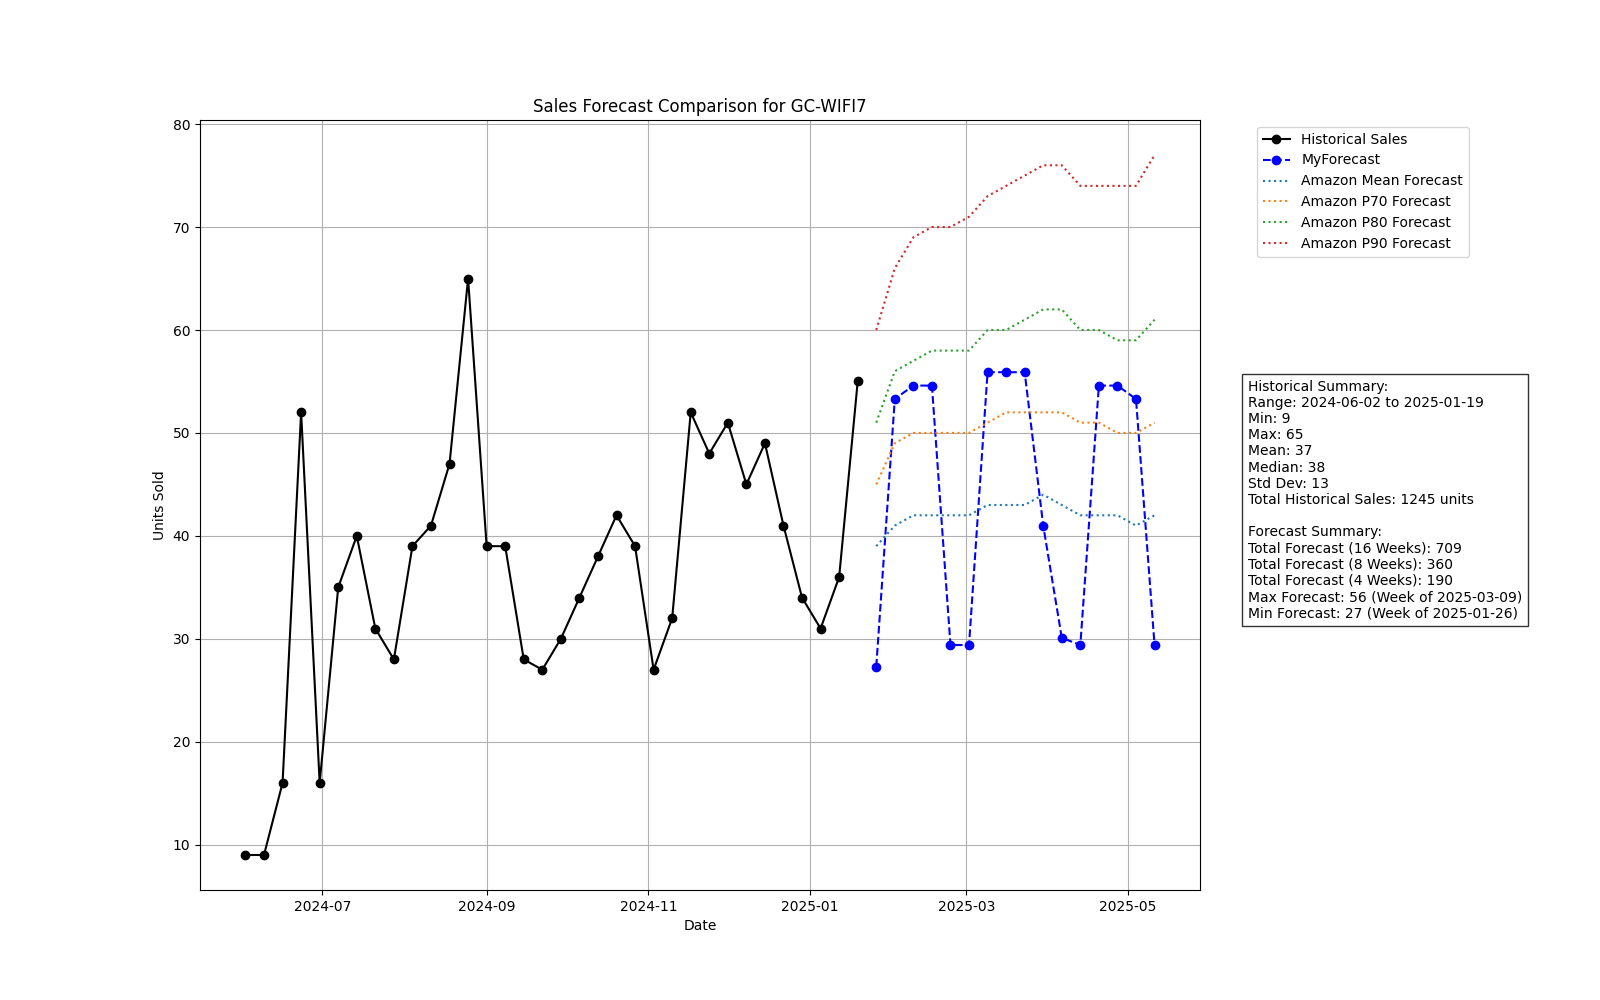 Sales Forecast Comparison for GC-WIFI7
80
70
60
50
40
30
20
10
Units Sold
2024-07
2024-09
2024-11
2025-01
2025-03
2025-05
Date
Historical Sales
MyForecast
Amazon Mean Forecast
Amazon P70 Forecast
Amazon P80 Forecast
Amazon P90 Forecast
Historical Summary:
Range: 2024-06-02 to 2025-01-19
Min: 9
Max: 65
Mean: 37
Median: 38
Std Dev: 13
Total Historical Sales: 1245 units
Forecast Summary:
Total Forecast (16 Weeks): 709
Total Forecast (8 Weeks): 360
Total Forecast (4 Weeks): 190
Max Forecast: 56 (Week of 2025-03-09)
Min Forecast: 27 (Week of 2025-01-26)